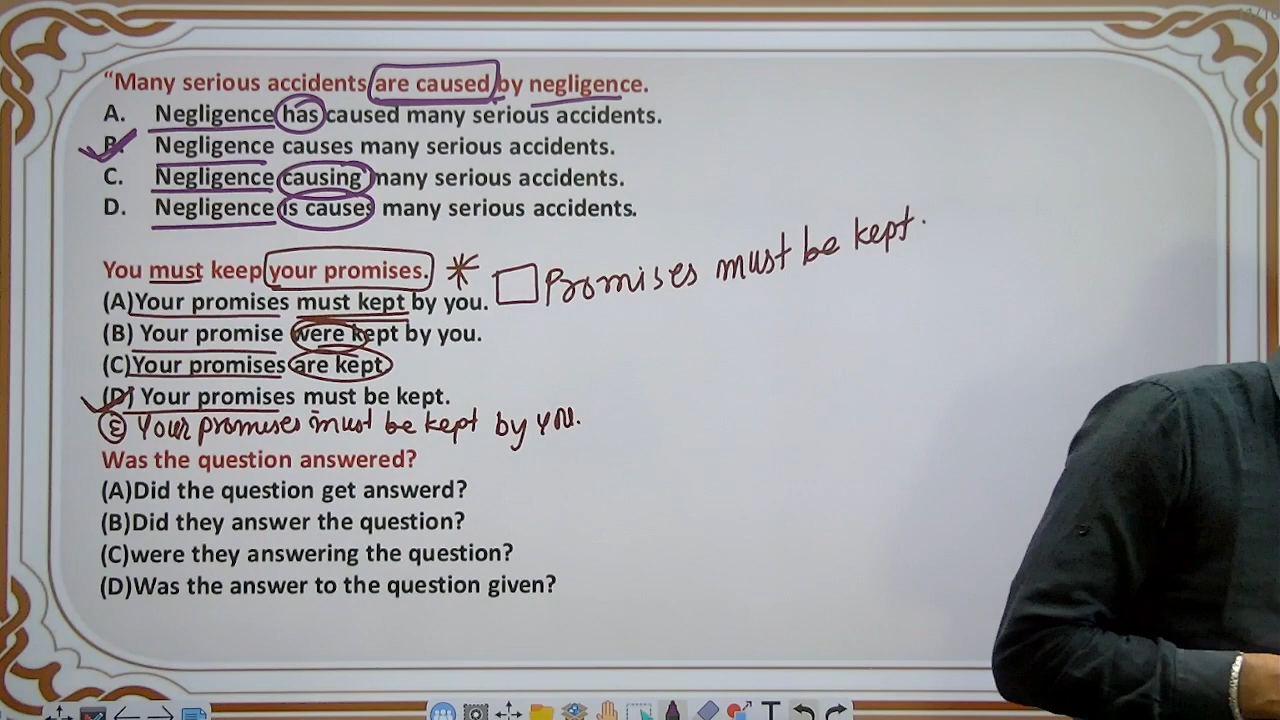 “Many serious accidents are caused by negligence.
A. Negligence has caused many serious accidents.
B. Negligence causes many serious accidents.
C. Negligence causing many serious accidents.
D. Negligence is causes many serious accidents.
You must keep your promises.
Promises must be kept.
(A)Your promises must kept by you.
(B) Your promise were kept by you.
(C)Your promises are kept.
(D) Your promises must be kept.
(E) Your promises must be kept by you.
Was the question answered?
(A)Did the question get answerd?
(B)Did they answer the question?
(C)were they answering the question?
(D)Was the answer to the question given?